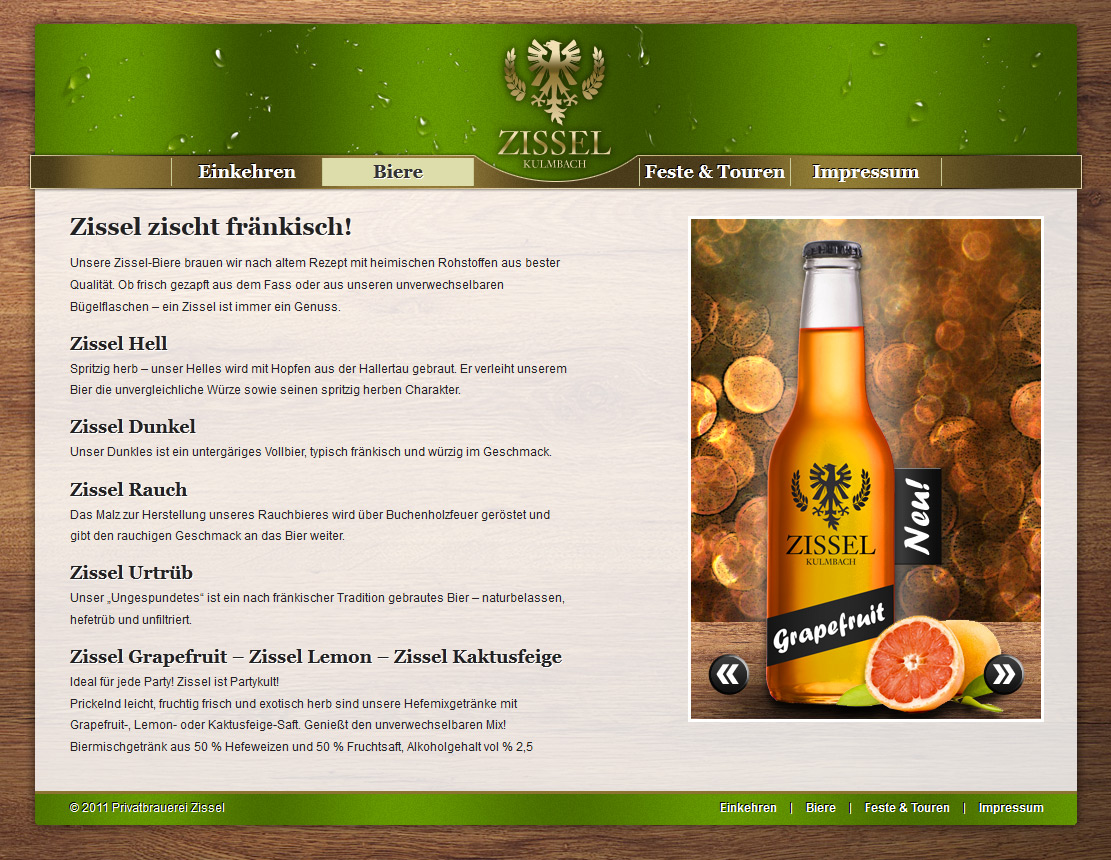 ZISSEL
KULMBACH
Einkehren
Biere
Feste & Touren
Impressum
Zissel zischt fränkisch!
Unsere Zissel-Biere brauen wir nach altem Rezept mit heimischen Rohstoffen aus bester
Qualität. Ob frisch gezapft aus dem Fass oder aus unseren unverwechselbaren
Bügelflaschen – ein Zissel ist immer ein Genuss.
Zissel Hell
Spritzig herb – unser Helles wird mit Hopfen aus der Hallertau gebraut. Er verleiht unserem
Bier die unvergleichliche Würze sowie seinen spritzig herben Charakter.
Zissel Dunkel
Unser Dunkles ist ein untergäriges Vollbier, typisch fränkisch und würzig im Geschmack.
Zissel Rauch
Das Malz zur Herstellung unseres Rauchbieres wird über Buchenholzfeuer geröstet und
gibt den rauchigen Geschmack an das Bier weiter.
Zissel Urtrüb
Unser „Ungespundetes“ ist ein nach fränkischer Tradition gebrautes Bier – naturbelassen,
hefetrüb und unfiltriert.
Zissel Grapefruit – Zissel Lemon – Zissel Kaktusfeige
Ideal für jede Party! Zissel ist Partykult!
Prickelnd leicht, fruchtig frisch und exotisch herb sind unsere Hefemixgetränke mit
Grapefruit-, Lemon- oder Kaktusfeige-Saft. Genießt den unverwechselbaren Mix!
Biermischgetränk aus 50 % Hefeweizen und 50 % Fruchtsaft, Alkoholgehalt vol % 2,5
ZISSEL
KULMBACH
Neu!
Grapefruit
© 2011 Privatbrauerei Zissel
Einkehren | Biere | Feste & Touren | Impressum